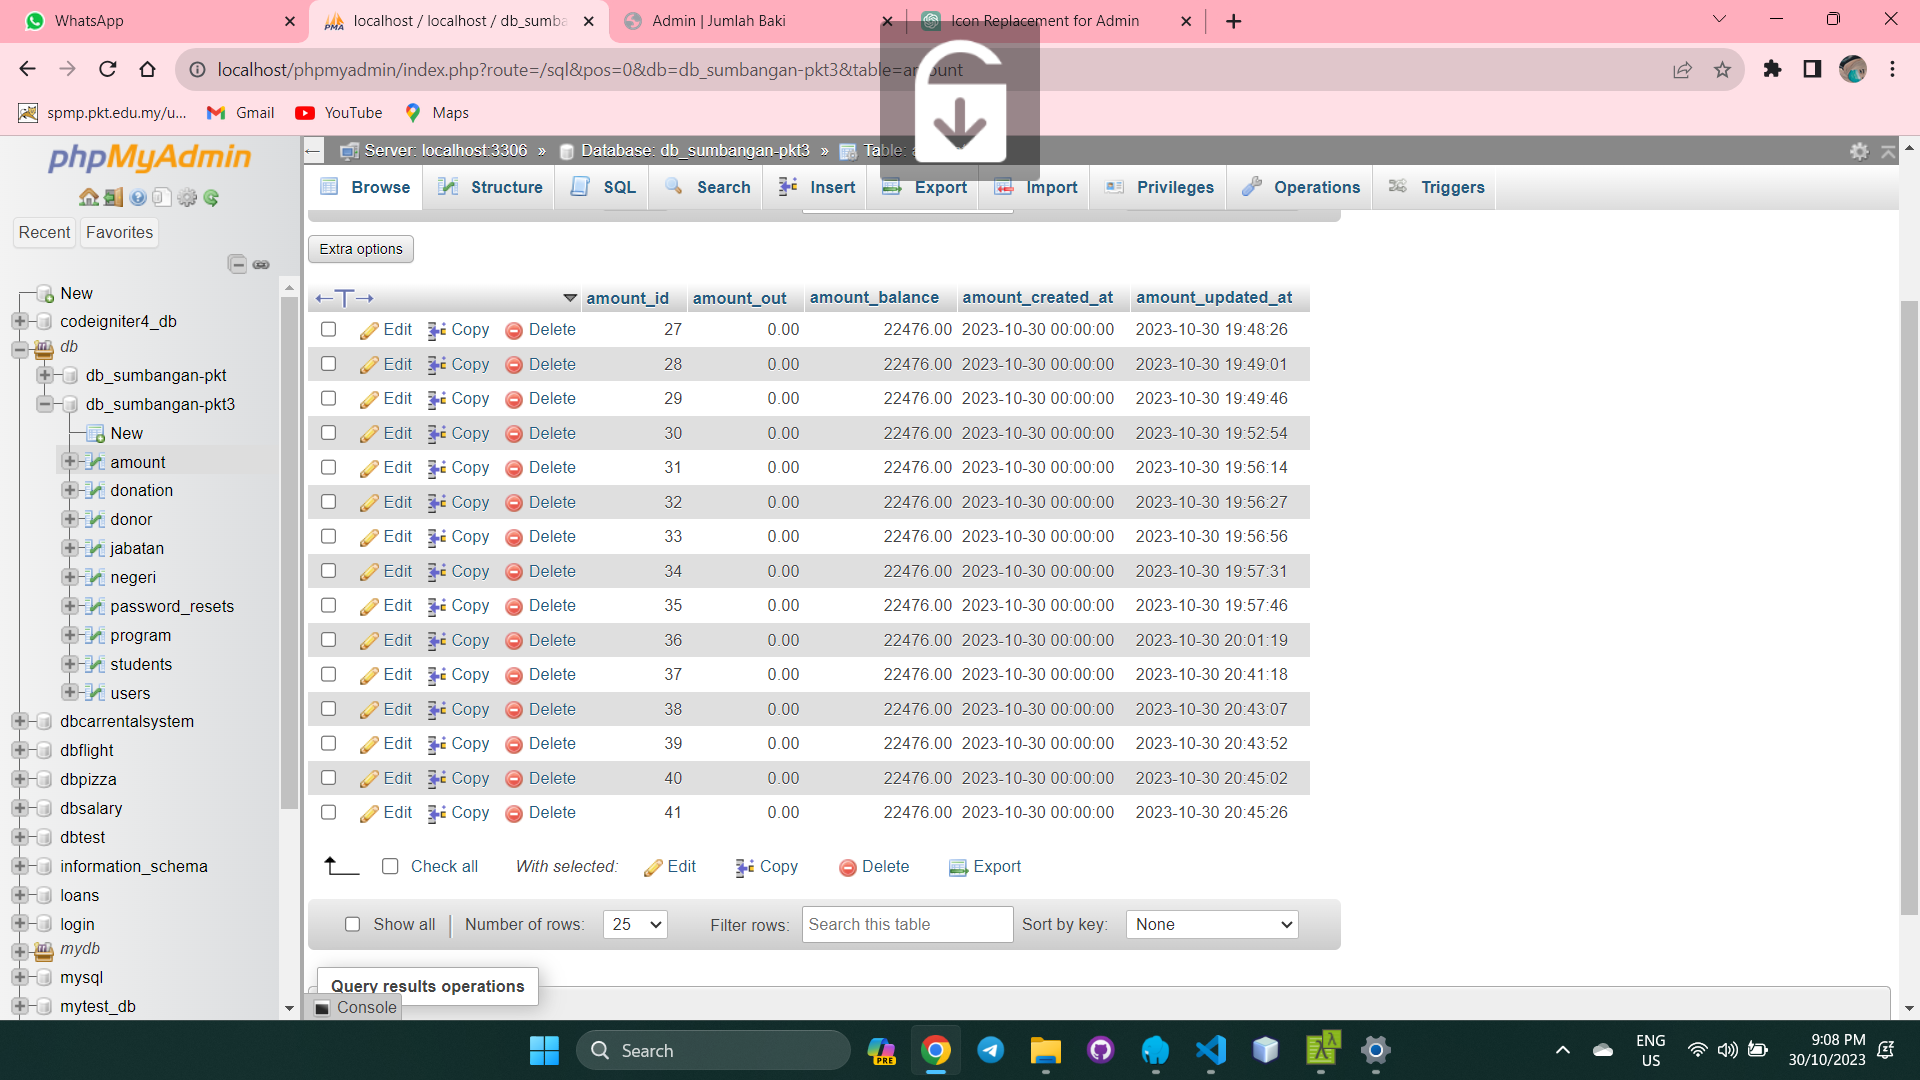 WhatsApp
localhost / localhost / db_sumba
Admin | Jumlah Baki
Icon Replacement for Admin
localhost/phpmyadmin/index.php?route=/sql&pos=0&db=db_sumbangan-pkt3&table=amount
spmp.pkt.edu.my/u...
Gmail
YouTube
Maps
phpMyAdmin
Recent
Favorites
New
codeigniter4_db
db
db_sumbangan-pkt
db_sumbangan-pkt3
New
amount
donation
donor
jabatan
negeri
password_resets
program
students
users
dbcarrentalsystem
dbflight
dbpizza
dbsalary
dbtest
information_schema
loans
login
mydb
mysql
mytest_db
Server: localhost:3306 » Database: db_sumbangan-pkt3 » Table: a
Browse Structure SQL Search Insert Export Import Privileges Operations Triggers
Extra options
←T→ amount_id amount_out amount_balance amount_created_at amount_updated_at
Edit Copy Delete 27 0.00 22476.00 2023-10-30 00:00:00 2023-10-30 19:48:26
Edit Copy Delete 28 0.00 22476.00 2023-10-30 00:00:00 2023-10-30 19:49:01
Edit Copy Delete 29 0.00 22476.00 2023-10-30 00:00:00 2023-10-30 19:49:46
Edit Copy Delete 30 0.00 22476.00 2023-10-30 00:00:00 2023-10-30 19:52:54
Edit Copy Delete 31 0.00 22476.00 2023-10-30 00:00:00 2023-10-30 19:56:14
Edit Copy Delete 32 0.00 22476.00 2023-10-30 00:00:00 2023-10-30 19:56:27
Edit Copy Delete 33 0.00 22476.00 2023-10-30 00:00:00 2023-10-30 19:56:56
Edit Copy Delete 34 0.00 22476.00 2023-10-30 00:00:00 2023-10-30 19:57:31
Edit Copy Delete 35 0.00 22476.00 2023-10-30 00:00:00 2023-10-30 19:57:46
Edit Copy Delete 36 0.00 22476.00 2023-10-30 00:00:00 2023-10-30 20:01:19
Edit Copy Delete 37 0.00 22476.00 2023-10-30 00:00:00 2023-10-30 20:41:18
Edit Copy Delete 38 0.00 22476.00 2023-10-30 00:00:00 2023-10-30 20:43:07
Edit Copy Delete 39 0.00 22476.00 2023-10-30 00:00:00 2023-10-30 20:43:52
Edit Copy Delete 40 0.00 22476.00 2023-10-30 00:00:00 2023-10-30 20:45:02
Edit Copy Delete 41 0.00 22476.00 2023-10-30 00:00:00 2023-10-30 20:45:26
Check all With selected: Edit Copy Delete Export
Show all Number of rows: 25 Filter rows: Search this table Sort by key: None
Query results operations
Console
Search
PRE
ENG
US
9:08 PM
30/10/2023